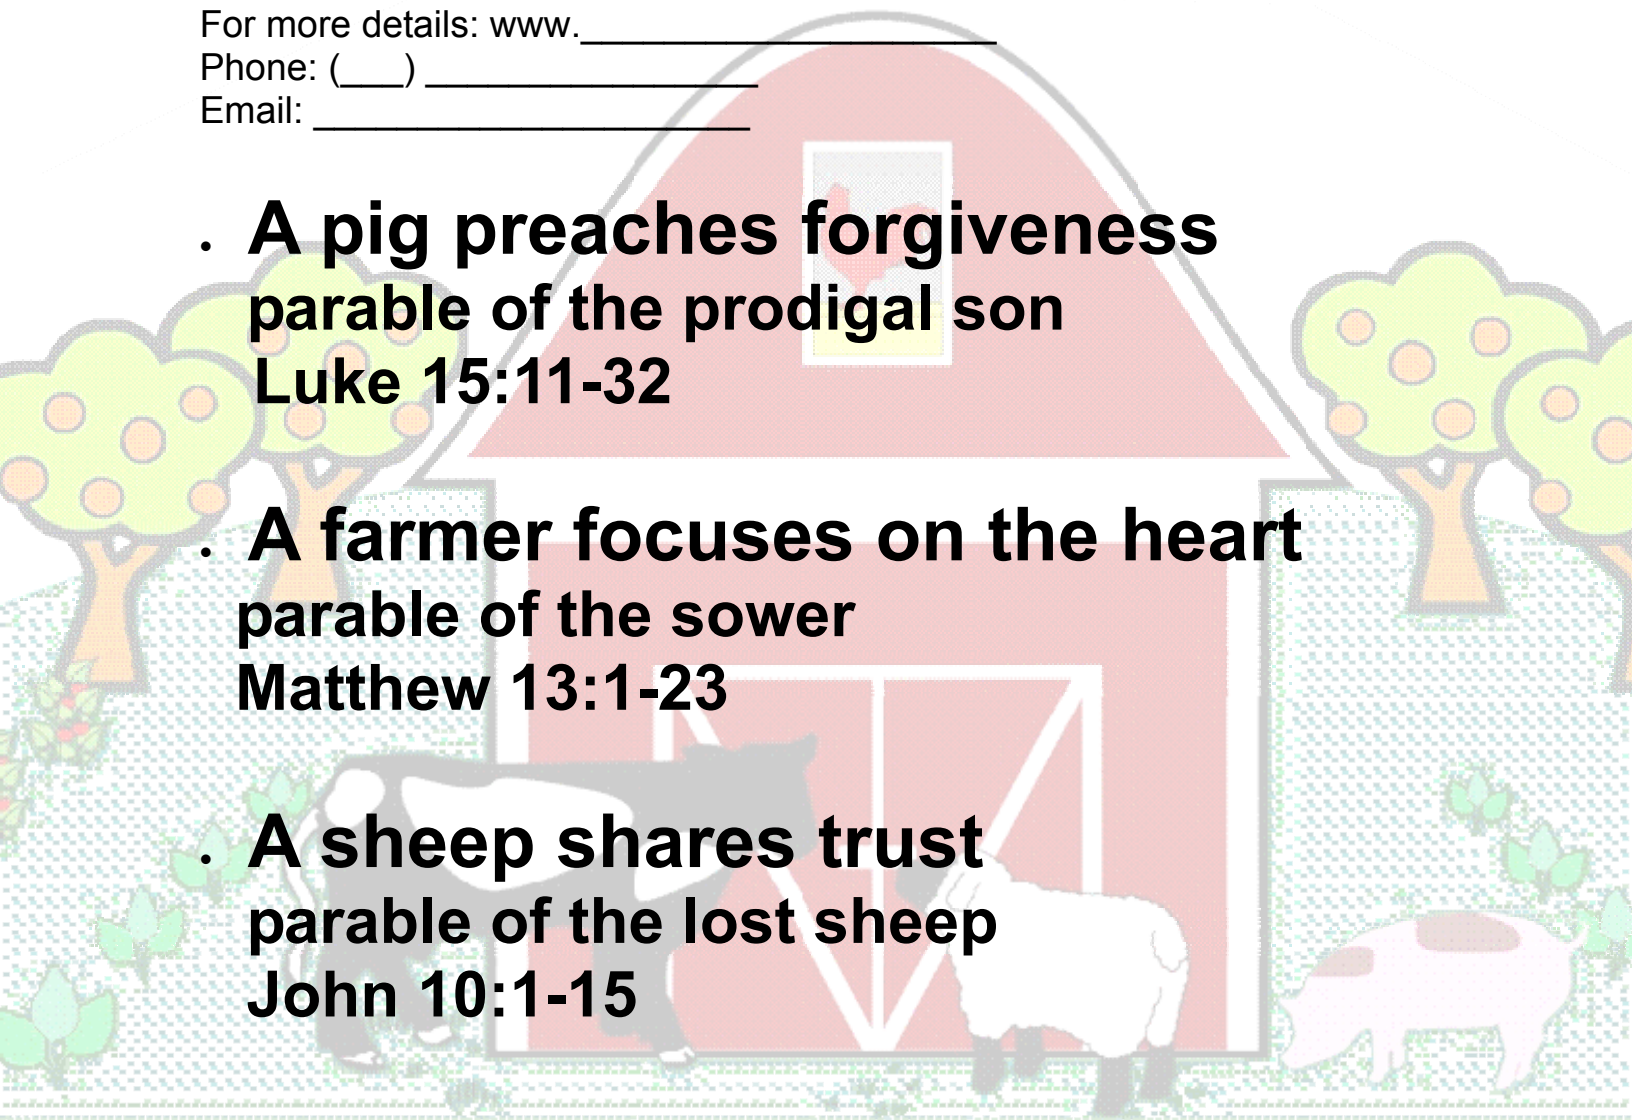 For more details: www.____________________
Phone: (___) ________________
Email: _____________________
• A pig preaches forgiveness
parable of the prodigal son
Luke 15:11-32
• A farmer focuses on the heart
parable of the sower
Matthew 13:1-23
• A sheep shares trust
parable of the lost sheep
John 10:1-15